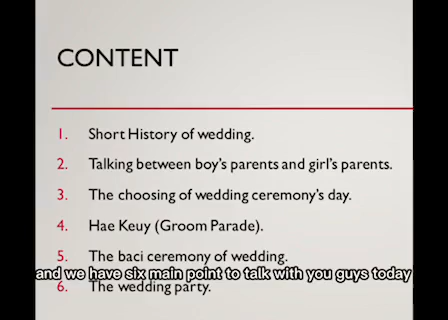 CONTENT
1. Short History of wedding.
2. Talking between boy's parents and girl's parents.
3. The choosing of wedding ceremony's day.
4. Hae Keuy (Groom Parade).
5. The baci ceremony of wedding.
and we have six main point to talk with you guys today
6. The wedding party.